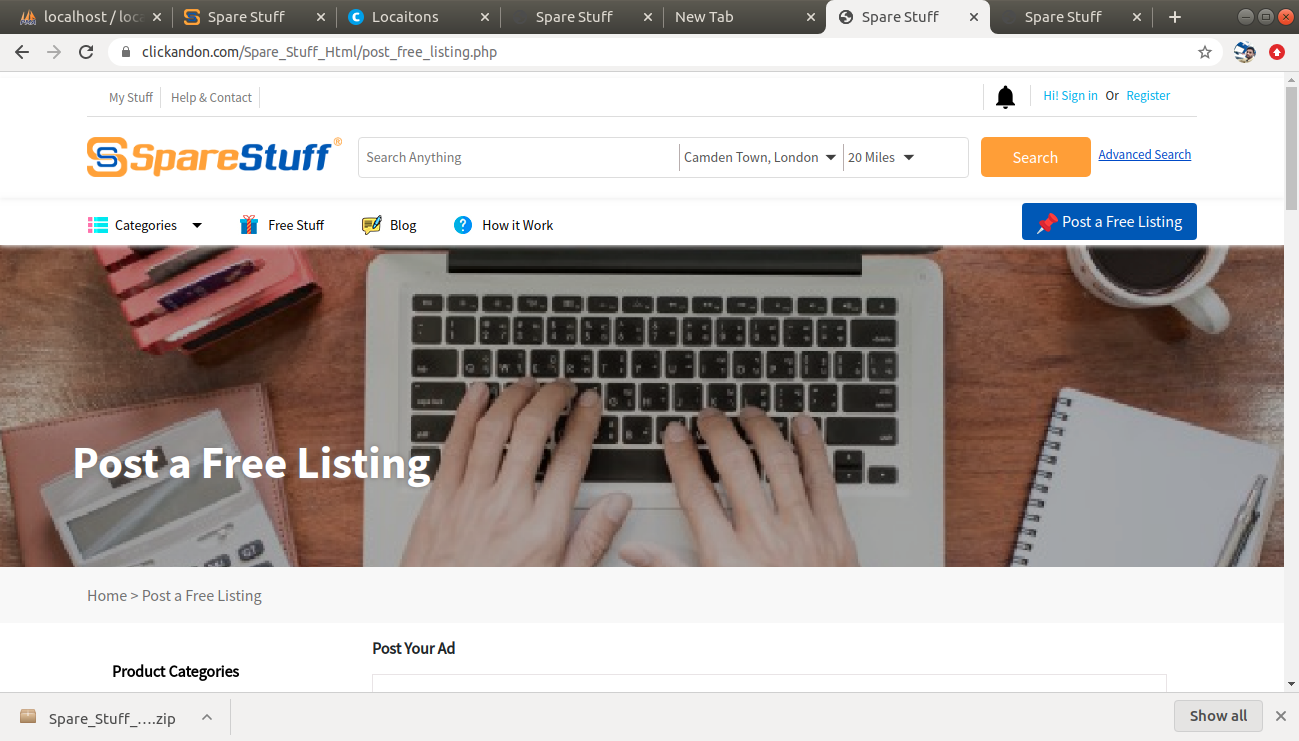 localhost / loca
Spare Stuff
Locaitons
Spare Stuff
New Tab
Spare Stuff
Spare Stuff
clickandon.com/Spare_Stuff_Html/post_free_listing.php
My Stuff
Help & Contact
Hi! Sign in Or Register
SpareStuff®
Search Anything
Camden Town, London
20 Miles
Search
Advanced Search
Categories
Free Stuff
Blog
How it Work
Post a Free Listing
Post a Free Listing
Home > Post a Free Listing
Post Your Ad
Product Categories
Spare_Stuff_....zip
Show all